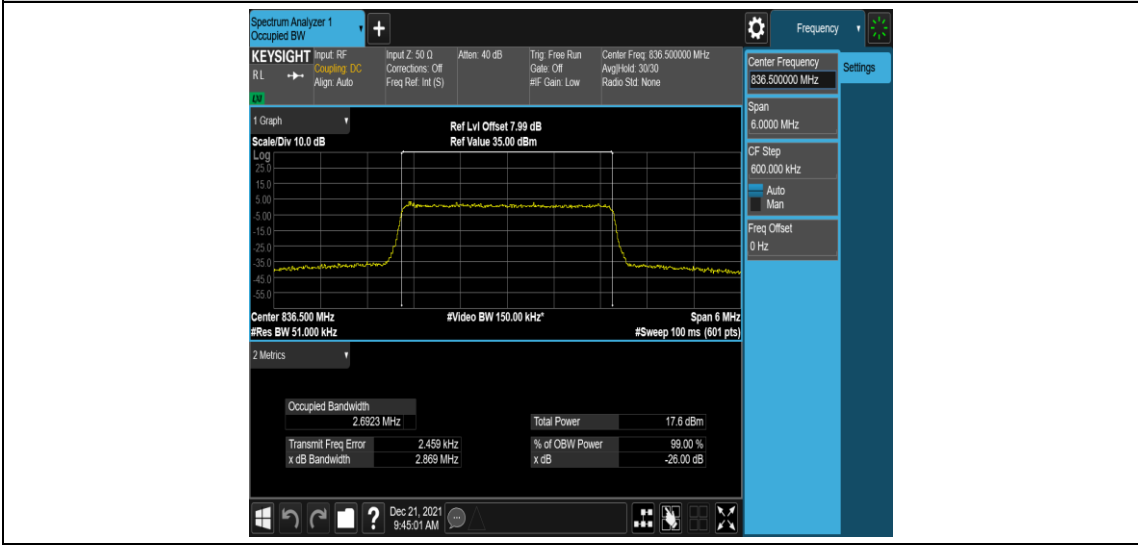 Spectrum Analyzer 1
Occupied BW
+
Frequency
KEYSIGHT
RL
LXI
Input: RF
Coupling: DC
Align: Auto
Input Z: 50 Ω
Corrections: Off
Freq Ref: Int (S)
Atten: 40 dB
Trig: Free Run
Gate: Off
#IF Gain: Low
Center Freq: 836.500000 MHz
Avg|Hold: 30/30
Radio Std: None
Center Frequency
836.500000 MHz
Settings
Span
6.0000 MHz
CF Step
600.000 kHz
Auto
Man
Freq Offset
0 Hz
1 Graph
Ref Lvl Offset 7.99 dB
Scale/Div 10.0 dB
Ref Value 35.00 dBm
Log
25.0
15.0
5.00
-5.00
-15.0
-25.0
-35.0
-45.0
-55.0
Center 836.500 MHz
#Video BW 150.00 kHz*
Span 6 MHz
#Res BW 51.000 kHz
#Sweep 100 ms (601 pts)
2 Metrics
Occupied Bandwidth
2.6923 MHz
Total Power 17.6 dBm
Transmit Freq Error 2.459 kHz
% of OBW Power 99.00 %
x dB Bandwidth 2.869 MHz
x dB -26.00 dB
?
Dec 21, 2021
9:45:01 AM